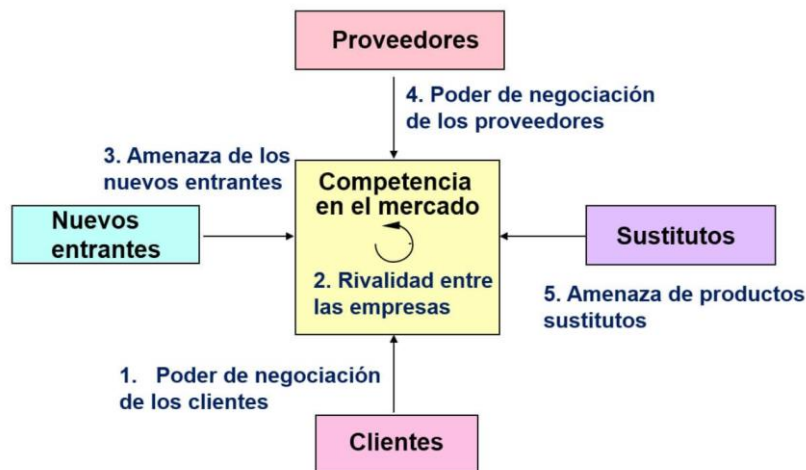 Proveedores
4. Poder de negociación
de los proveedores
3. Amenaza de los
nuevos entrantes
Competencia
en el mercado
Nuevos
entrantes
Sustitutos
2. Rivalidad entre
las empresas
5. Amenaza de productos
sustitutos
1. Poder de negociación
de los clientes
Clientes